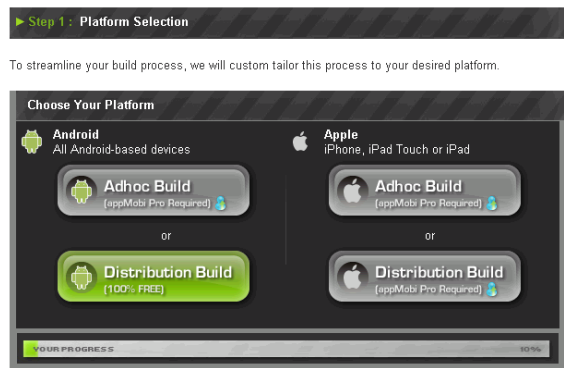 Step 1 : Platform Selection
To streamline your build process, we will custom tailor this process to your desired platform.
Choose Your Platform
Android
All Android-based devices
Adhoc Build
(appMobi Pro Required)
or
Distribution Build
(100% FREE)
Apple
iPhone, iPad Touch or iPad
Adhoc Build
(appMobi Pro Required)
or
Distribution Build
(appMobi Pro Required)
YOUR PROGRESS
10%